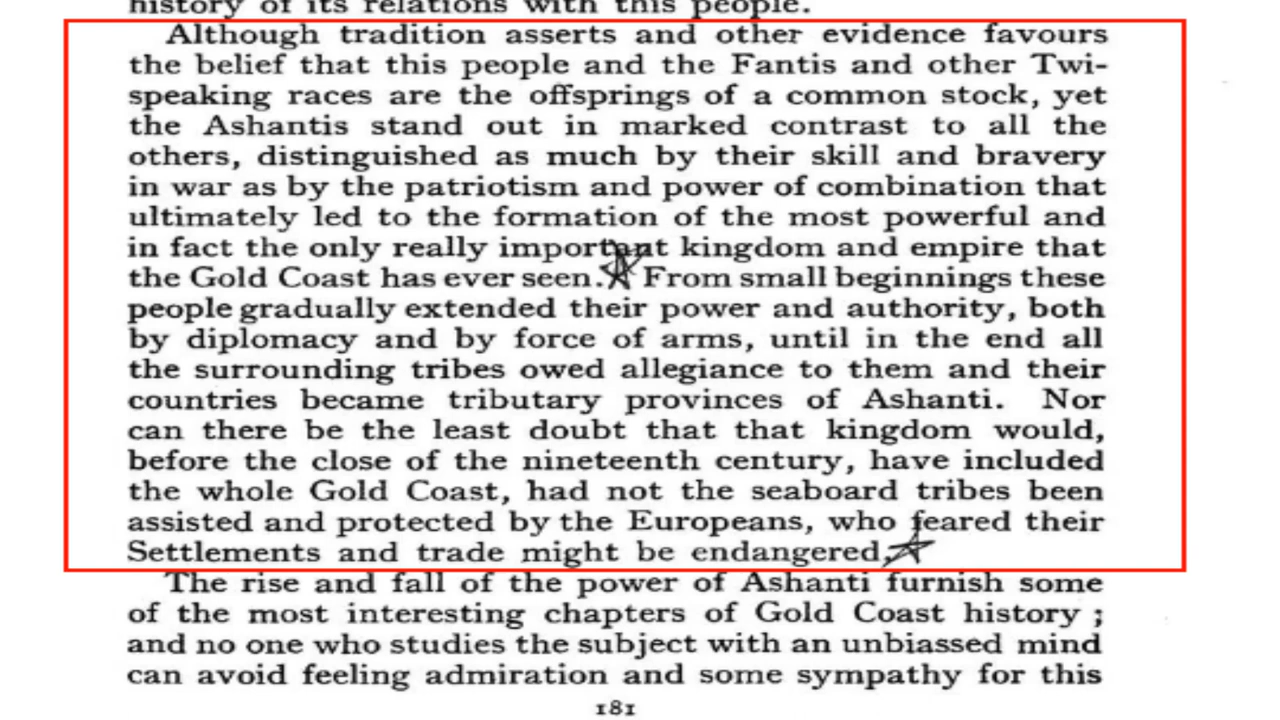 history of its relations with this people.
Although tradition asserts and other evidence favours
the belief that this people and the Fantis and other Twi-
speaking races are the offsprings of a common stock, yet
the Ashantis stand out in marked contrast to all the
others, distinguished as much by their skill and bravery
in war as by the patriotism and power of combination that
ultimately led to the formation of the most powerful and
in fact the only really important kingdom and empire that
the Gold Coast has ever seen. From small beginnings these
people gradually extended their power and authority, both
by diplomacy and by force of arms, until in the end all
the surrounding tribes owed allegiance to them and their
countries became tributary provinces of Ashanti. Nor
can there be the least doubt that that kingdom would,
before the close of the nineteenth century, have included
the whole Gold Coast, had not the seaboard tribes been
assisted and protected by the Europeans, who feared their
Settlements and trade might be endangered.
The rise and fall of the power of Ashanti furnish some
of the most interesting chapters of Gold Coast history ;
and no one who studies the subject with an unbiassed mind
can avoid feeling admiration and some sympathy for this
181